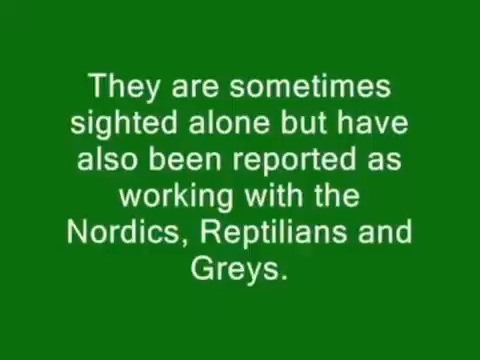 They are sometimes
sighted alone but have
also been reported as
working with the
Nordics, Reptilians and
Greys.